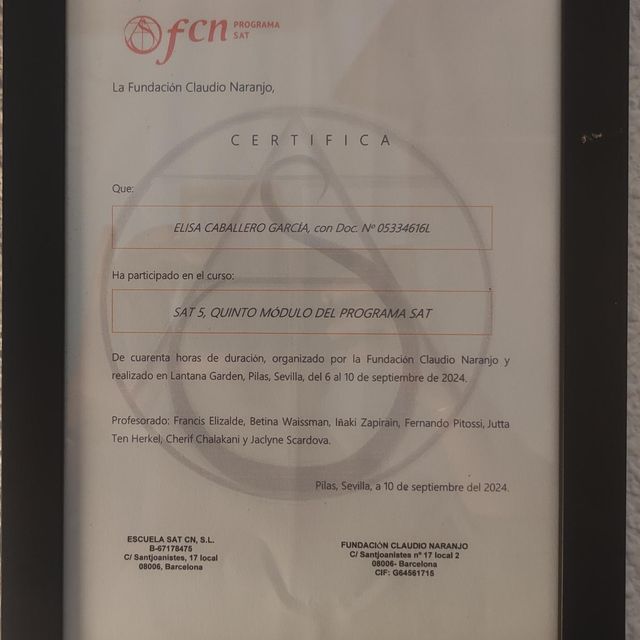 fcn PROGRAMA
SAT
La Fundación Claudio Naranjo,
CERTIFICA
Que:
ELISA CABALLERO GARCÍA, con Doc. Nº 05334616L
Ha participado en el curso:
SAT 5, QUINTO MÓDULO DEL PROGRAMA SAT
De cuarenta horas de duración, organizado por la Fundación Claudio Naranjo y
realizado en Lantana Garden, Pilas, Sevilla, del 6 al 10 de septiembre de 2024.
Profesorado: Francis Elizalde, Betina Waissman, Iñaki Zapirain, Fernando Pitossi, Jutta
Ten Herkel, Cherif Chalakani y Jaclyne Scardova.
Pilas, Sevilla, a 10 de septiembre del 2024.
ESCUELA SAT CN, S.L.
B-67178475
C/ Santjoanistes, 17 local
08006, Barcelona
FUNDACIÓN CLAUDIO NARANJO
C/ Santjoanistes nº 17 local 2
08006- Barcelona
CIF: G64561715